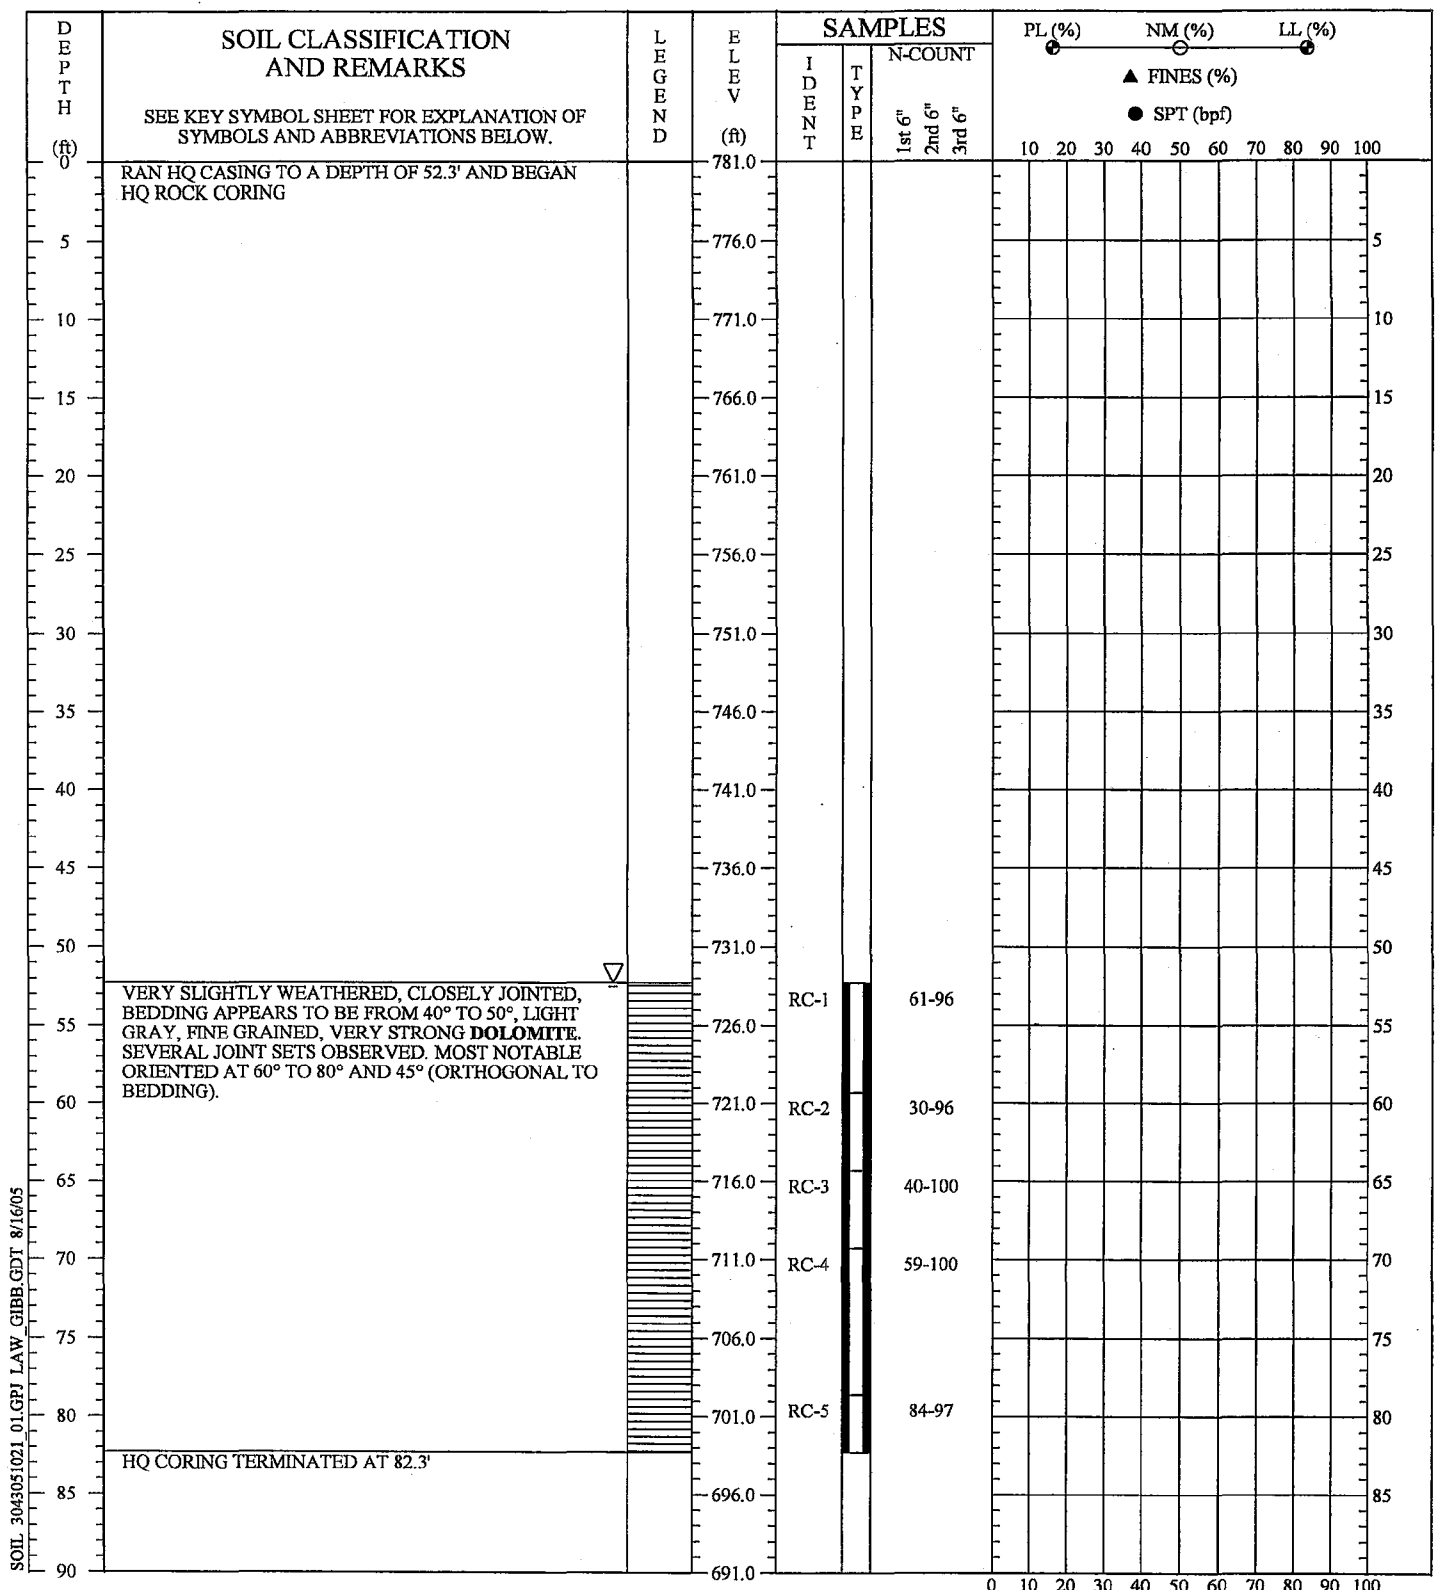 DEPTH (ft)
SOIL CLASSIFICATION
AND REMARKS
SEE KEY SYMBOL SHEET FOR EXPLANATION OF
SYMBOLS AND ABBREVIATIONS BELOW.
LEGEND
ELEV (ft)
SAMPLES
IDENT
TYPE
N-COUNT
1st 6"
2nd 6"
3rd 6"
PL (%) NM (%) LL (%)
▲ FINES (%)
● SPT (bpf)
10 20 30 40 50 60 70 80 90 100
0 781.0
RAN HQ CASING TO A DEPTH OF 52.3' AND BEGAN
HQ ROCK CORING
5 776.0 5
10 771.0 10
15 766.0 15
20 761.0 20
25 756.0 25
30 751.0 30
35 746.0 35
40 741.0 40
45 736.0 45
50 731.0 50
VERY SLIGHTLY WEATHERED, CLOSELY JOINTED,
RC-1 61-96
BEDDING APPEARS TO BE FROM 40° TO 50°, LIGHT
55 726.0 55
GRAY, FINE GRAINED, VERY STRONG DOLOMITE.
SEVERAL JOINT SETS OBSERVED. MOST NOTABLE
ORIENTED AT 60° TO 80° AND 45° (ORTHOGONAL TO
BEDDING).
60 721.0 RC-2 30-96 60
65 716.0 RC-3 40-100 65
70 711.0 RC-4 59-100 70
75 706.0 75
80 701.0 RC-5 84-97 80
HQ CORING TERMINATED AT 82.3'
85 696.0 85
90 691.0
0 10 20 30 40 50 60 70 80 90 100
SOIL 3043051021_01.GPJ LAW_GIBB.GDT 8/16/05